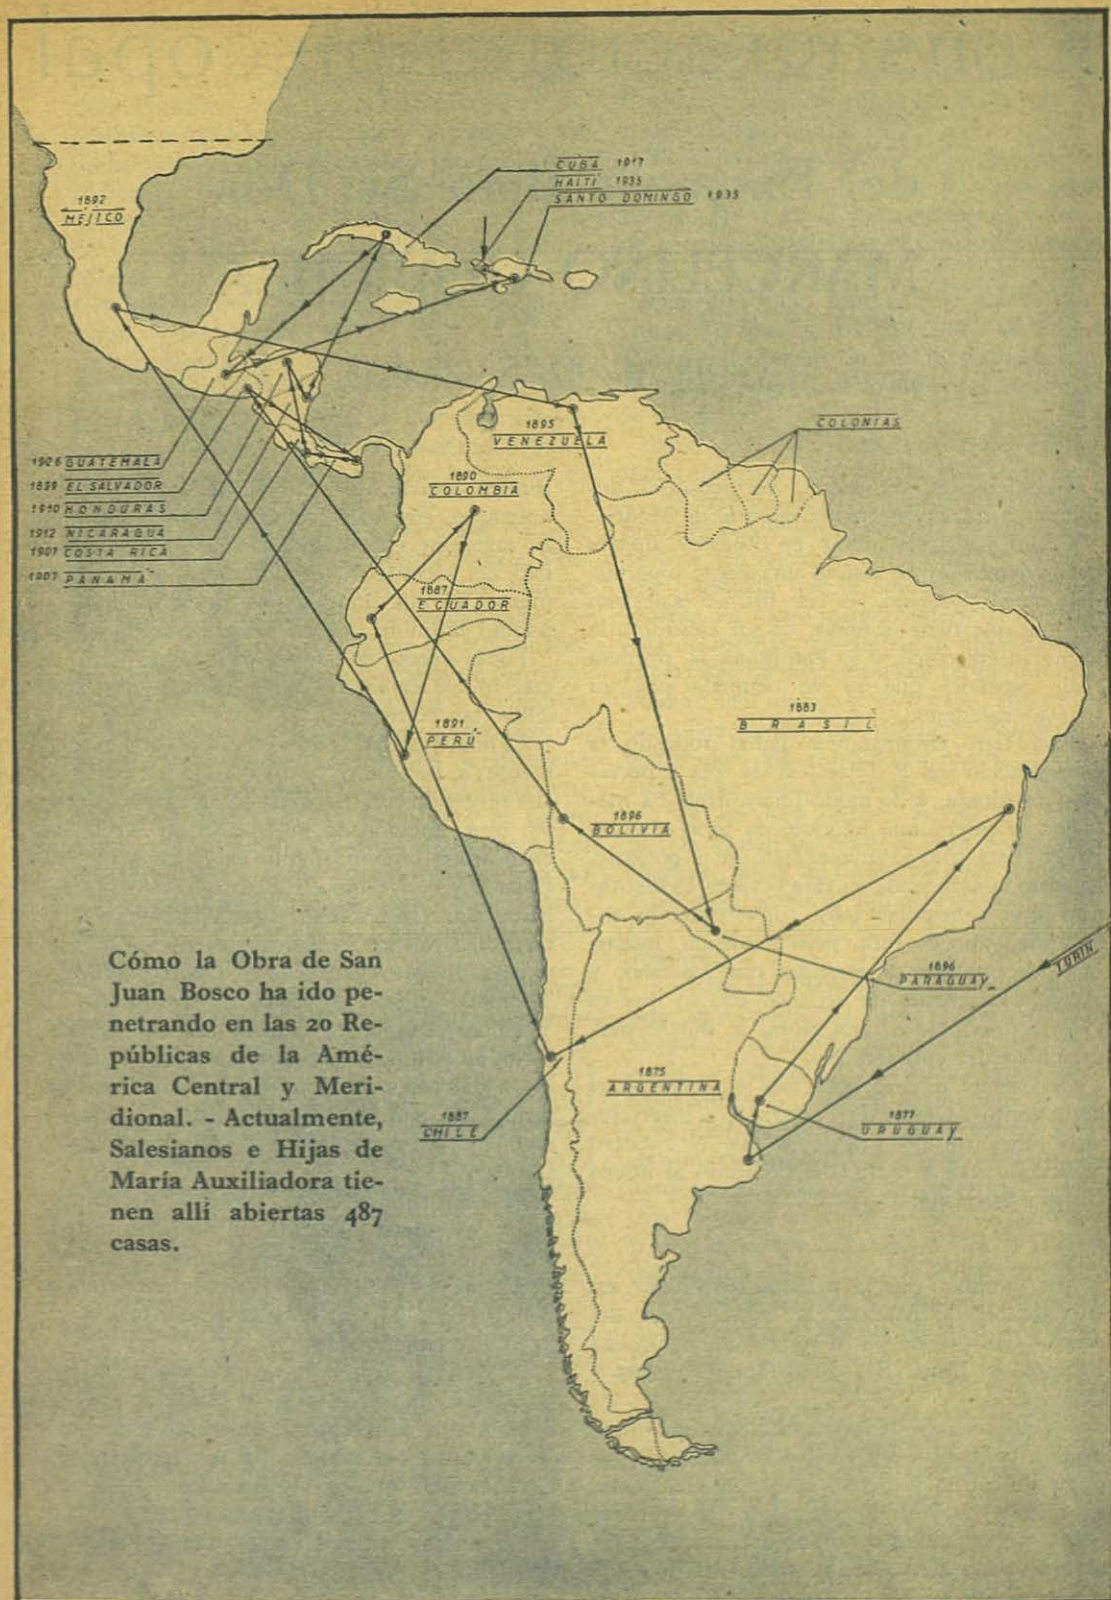 CUBA 1917
HAITI 1935
SANTO DOMINGO 1935
1892
MEJICO
1895
VENEZUELA
COLONIAS
1906 GUATEMALA
1899 EL SALVADOR
1910 HONDURAS
1912 NICARAGUA
1907 COSTA RICA
1907 PANAMA
1890
COLOMBIA
1887
ECUADOR
1891
PERÚ
1883
BRASIL
1896
BOLIVIA
1896
PARAGUAY
TURIN
1875
ARGENTINA
1887
CHILE
1877
URUGUAY
Cómo la Obra de San
Juan Bosco ha ido pe-
netrando en las 20 Re-
públicas de la Amé-
rica Central y Meri-
dional. - Actualmente,
Salesianos e Hijas de
María Auxiliadora tie-
nen allí abiertas 487
casas.